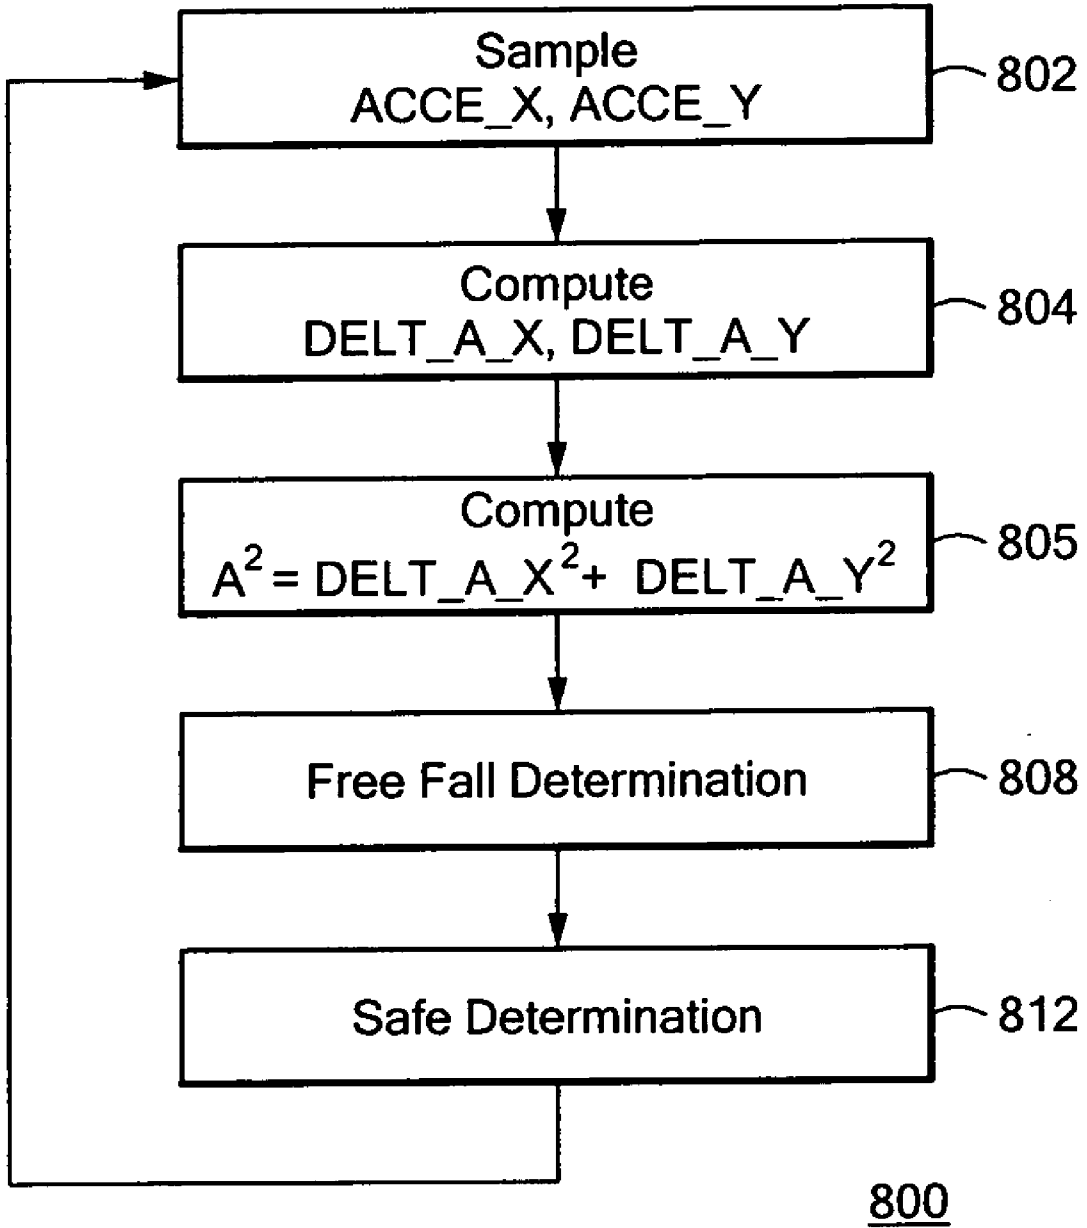 Sample
ACCE_X, ACCE_Y
802
Compute
DELT_A_X, DELT_A_Y
804
Compute
A² = DELT_A_X² + DELT_A_Y²
805
Free Fall Determination
808
Safe Determination
812
800